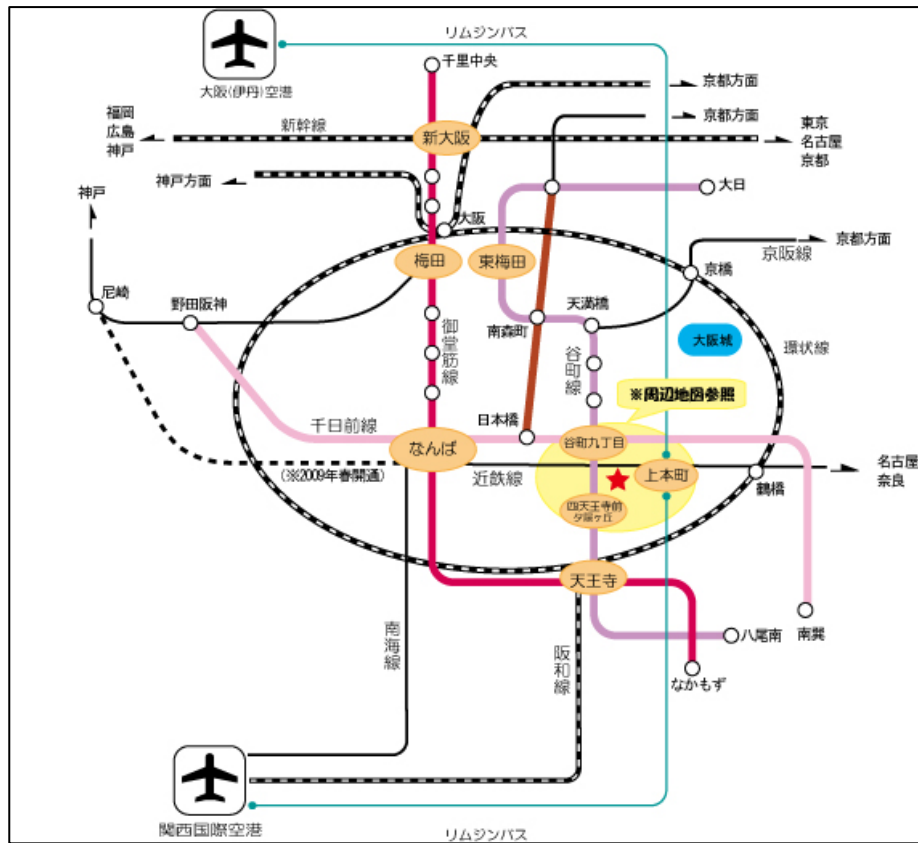 リムジンバス
千里中央
大阪(伊丹)空港
京都方面
福岡
広島
神戸
新幹線
新大阪
京都方面
東京
名古屋
京都
神戸方面
大日
神戸
大阪
梅田
東梅田
京橋
京阪線
京都方面
尼崎
野田阪神
天満橋
南森町
御堂筋線
谷町線
大阪城
環状線
※周辺地図参照
日本橋
千日前線
なんば
谷町九丁目
(※2009年春開通)
近鉄線
上本町
鶴橋
名古屋
奈良
四天王寺前
夕陽ヶ丘
天王寺
南海線
阪和線
八尾南
南巽
なかもず
関西国際空港
リムジンバス